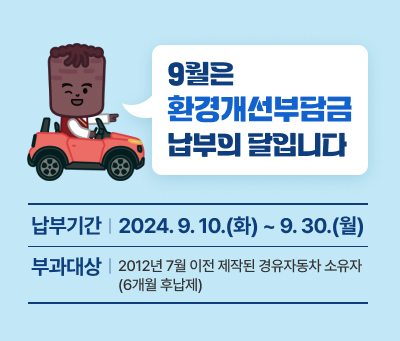 9월은
환경개선부담금
납부의 달입니다
납부기간 | 2024. 9. 10.(화) ~ 9. 30.(월)
부과대상 | 2012년 7월 이전 제작된 경유자동차 소유자
(6개월 후납제)